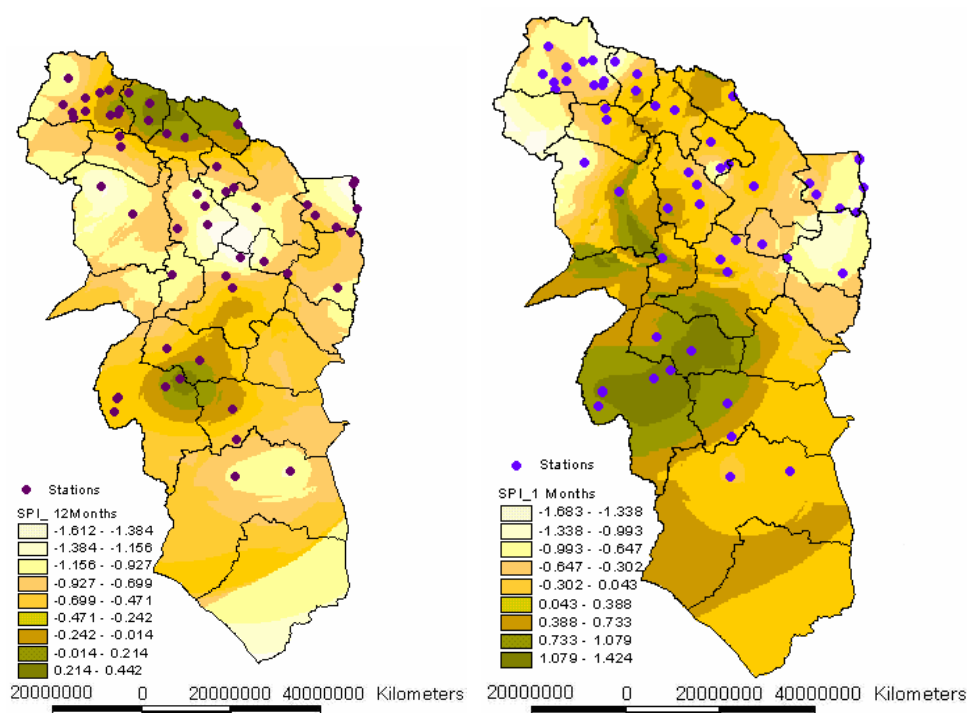 Stations
SPI_ 12Months
-1.612 - -1.384
-1.384 - -1.156
-1.156 - -0.927
-0.927 - -0.699
-0.699 - -0.471
-0.471 - -0.242
-0.242 - -0.014
-0.014 - 0.214
0.214 - 0.442
20000000 0 20000000 40000000 Kilometers
Stations
SPI_1 Months
-1.683 - -1.338
-1.338 - -0.993
-0.993 - -0.647
-0.647 - -0.302
-0.302 - 0.043
0.043 - 0.388
0.388 - 0.733
0.733 - 1.079
1.079 - 1.424
20000000 0 20000000 40000000 Kilometers